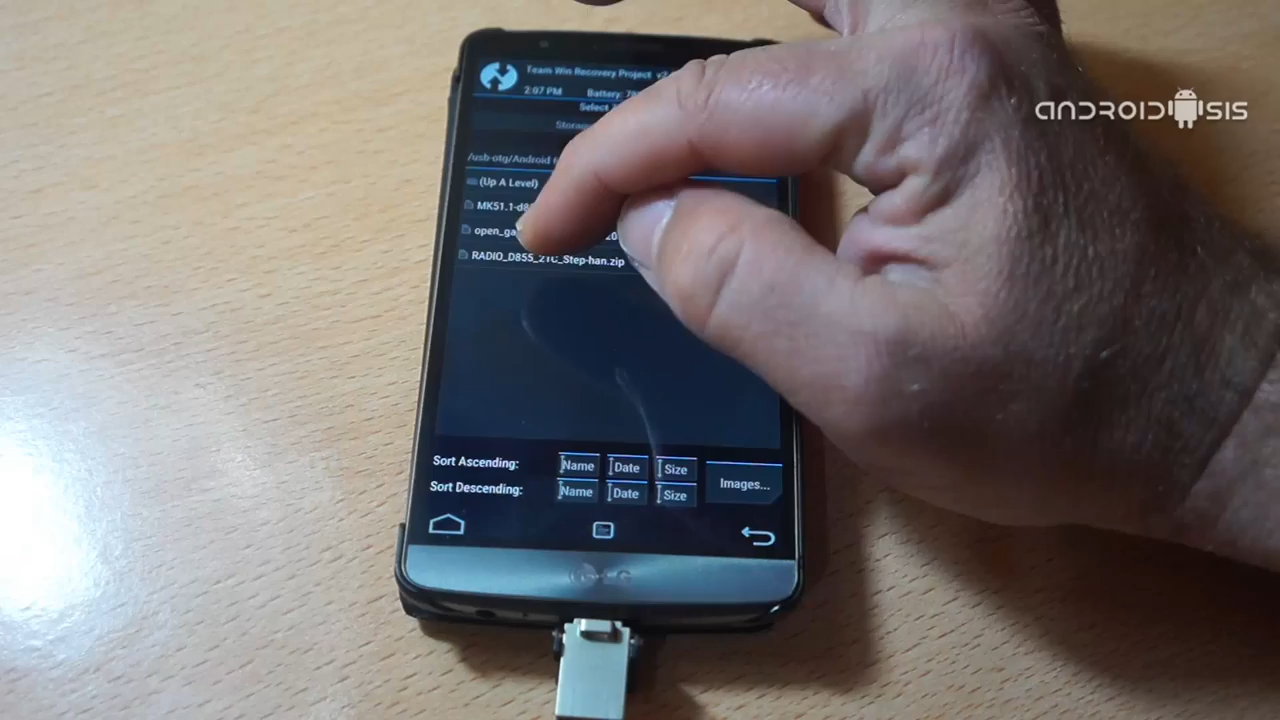 Team Win Recovery Project
ANDROIDSIS
2:07 PM Battery:
Select
/usb-otg/Android
(Up A Level)
MK51.1-d8
open_ga
RADIO_D855_21C_Step-han.zip
Sort Ascending: Name Date Size
Images...
Sort Descending: Name Date Size
LG